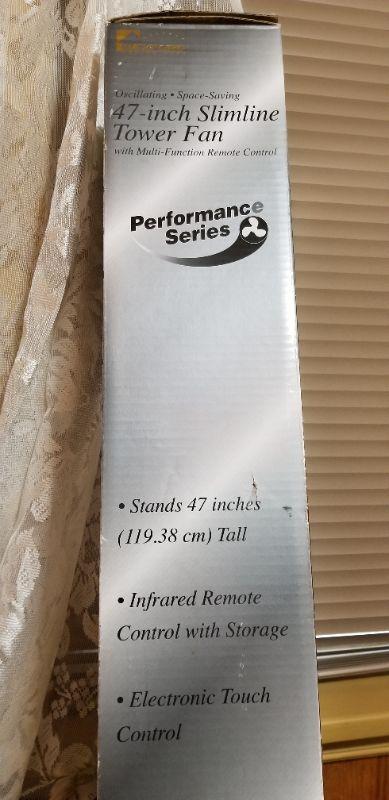 Oscillating • Space-Saving
47-inch Slimline
Tower Fan
with Multi-Function Remote Control
Performance
Series
• Stands 47 inches
(119.38 cm) Tall
• Infrared Remote
Control with Storage
• Electronic Touch
Control